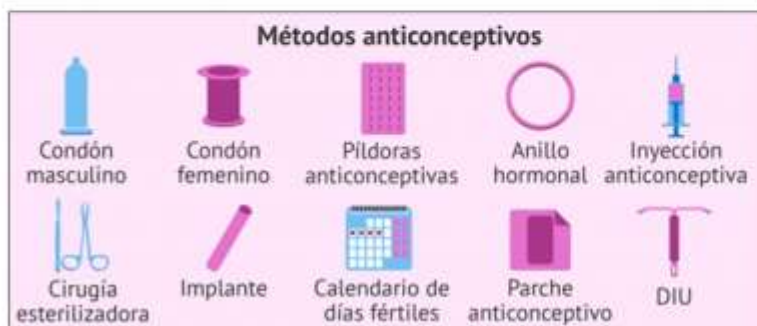 Métodos anticonceptivos
Condón masculino
Condón femenino
Píldoras anticonceptivas
Anillo hormonal
Inyección anticonceptiva
Cirugía esterilizadora
Implante
Calendario de días fértiles
Parche anticonceptivo
DIU